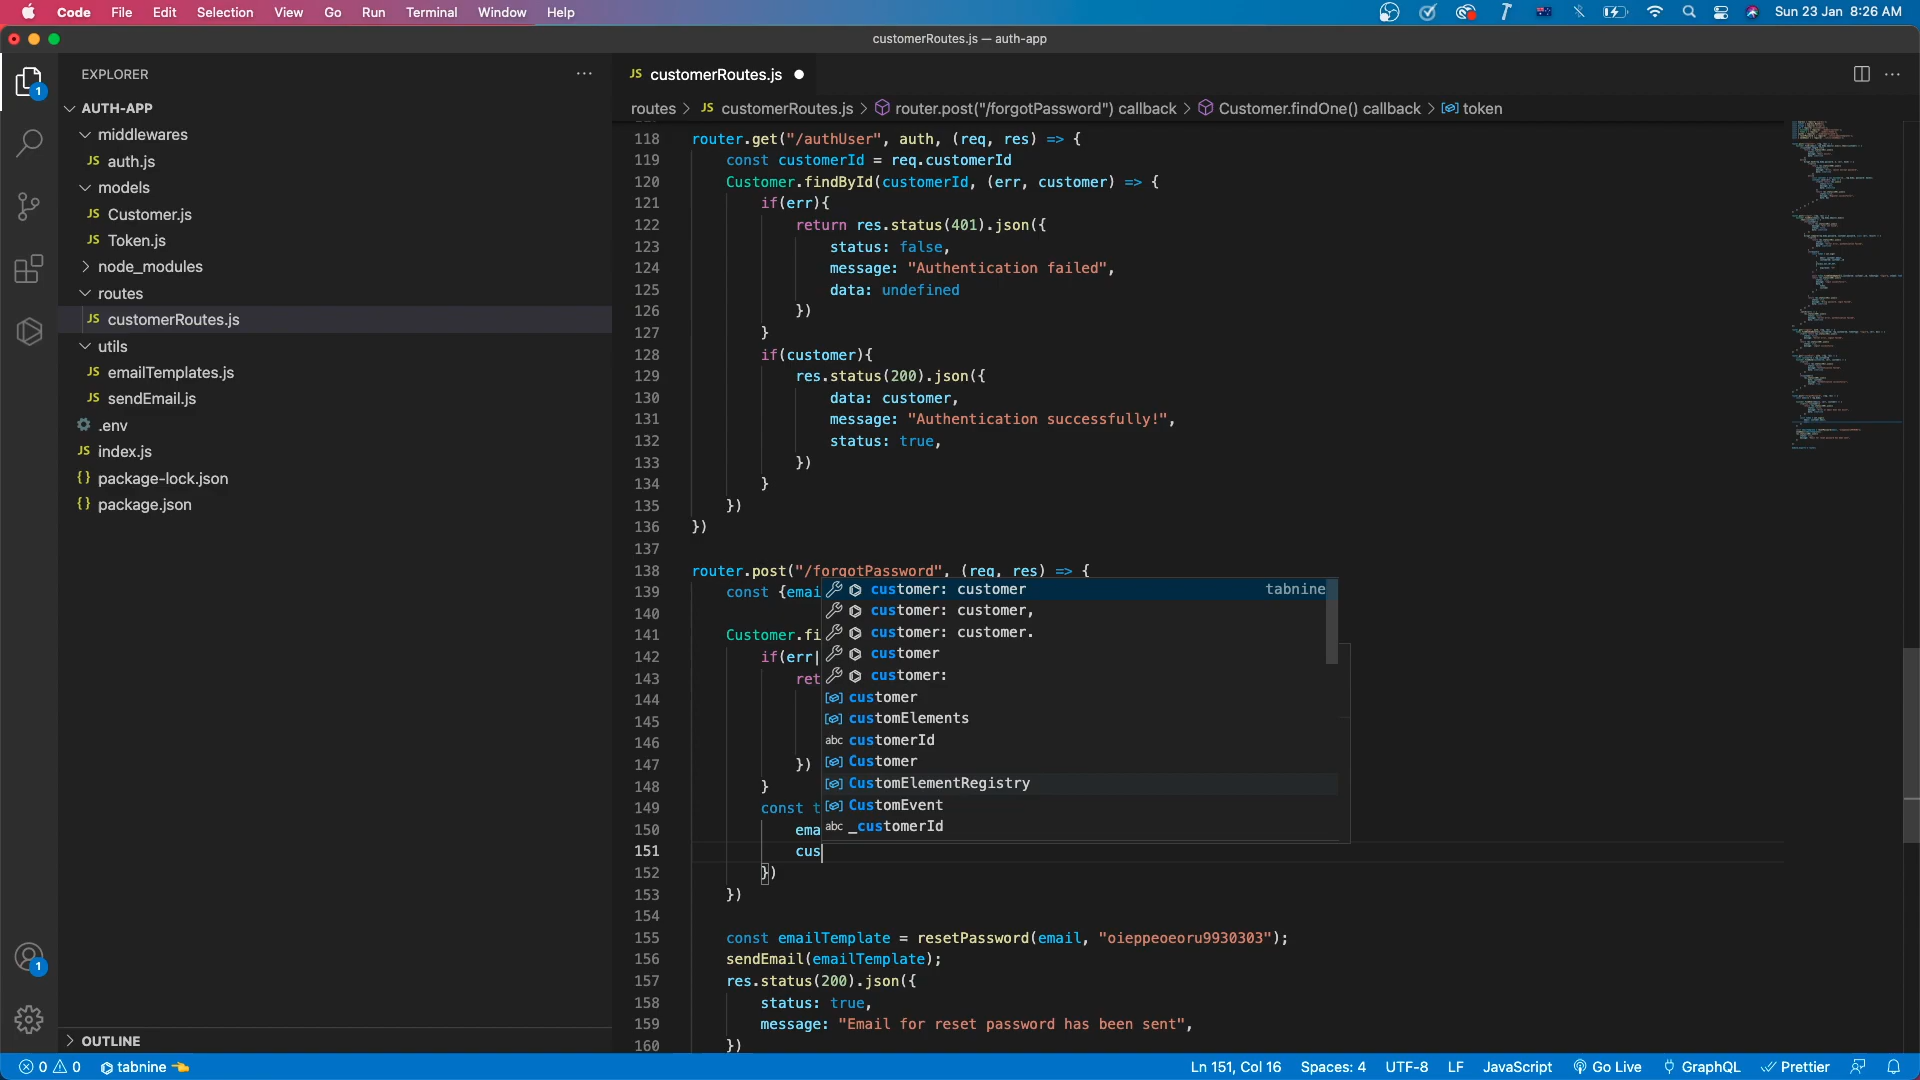 Code File Edit Selection View Go Run Terminal Window Help
Sun 23 Jan 8:26 AM
customerRoutes.js — auth-app
EXPLORER
JS customerRoutes.js
AUTH-APP
routes > JS customerRoutes.js > router.post("/forgotPassword") callback > Customer.findOne() callback > token
middlewares
JS auth.js
models
JS Customer.js
JS Token.js
node_modules
routes
JS customerRoutes.js
utils
JS emailTemplates.js
JS sendEmail.js
.env
JS index.js
{} package-lock.json
{} package.json
OUTLINE
118 router.get("/authUser", auth, (req, res) => {
119 const customerId = req.customerId
120 Customer.findById(customerId, (err, customer) => {
121 if(err){
122 return res.status(401).json({
123 status: false,
124 message: "Authentication failed",
125 data: undefined
126 })
127 }
128 if(customer){
129 res.status(200).json({
130 data: customer,
131 message: "Authentication successfully!",
132 status: true,
133 })
134 }
135 })
136 })
137
138 router.post("/forgotPassword", (req, res) => {
139 const {emai
140
141 Customer.fi
142 if(err|
143 ret
144
145
146
147 })
148 }
149 const t
150 ema
151 cus
152 })
153 })
154
155 const emailTemplate = resetPassword(email, "oieppeoeoru9930303");
156 sendEmail(emailTemplate);
157 res.status(200).json({
158 status: true,
159 message: "Email for reset password has been sent",
160 })
customer: customer tabnine
customer: customer,
customer: customer.
customer
customer:
customer
customElements
abc customerId
Customer
CustomElementRegistry
CustomEvent
abc _customerId
1
1
0 0 tabnine
Ln 151, Col 16 Spaces: 4 UTF-8 LF JavaScript Go Live GraphQL Prettier